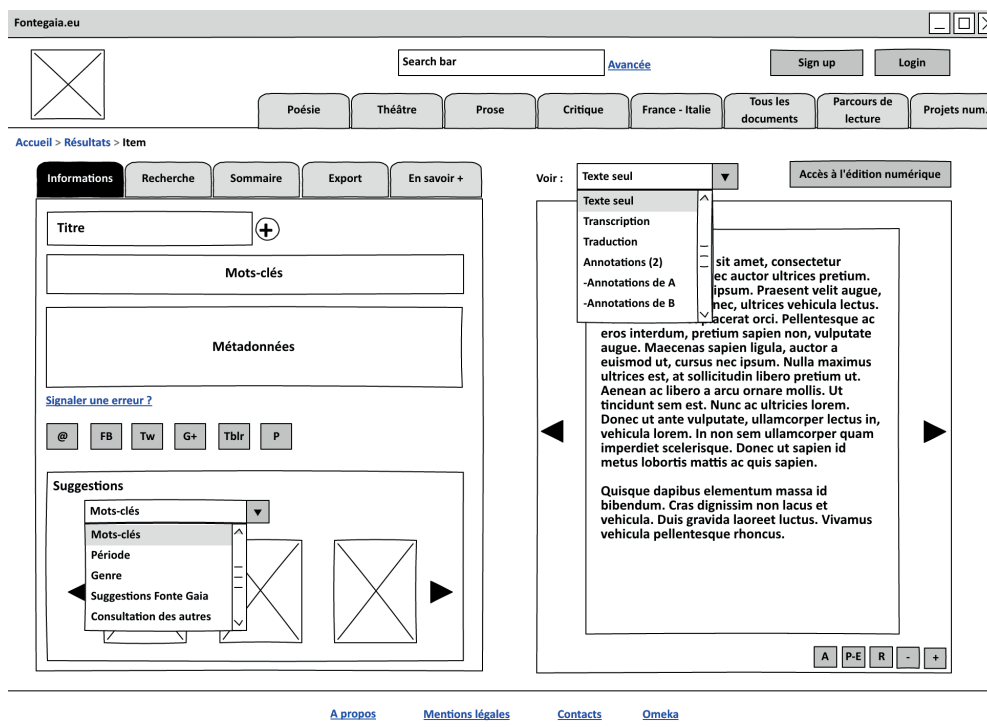 Fontegaia.eu
Search bar
Avancée
Sign up
Login
Poésie
Théâtre
Prose
Critique
France - Italie
Tous les
documents
Parcours de
lecture
Projets num.
Accueil > Résultats > Item
Informations
Recherche
Sommaire
Export
En savoir +
Titre
+
Mots-clés
Métadonnées
Signaler une erreur ?
@
FB
Tw
G+
Tblr
P
Suggestions
Mots-clés
Mots-clés
Période
Genre
Suggestions Fonte Gaia
Consultation des autres
Voir :
Texte seul
Accès à l'édition numérique
Texte seul
Transcription
Traduction
Annotations (2)
-Annotations de A
-Annotations de B
sit amet, consectetur
ec auctor ultrices pretium.
ipsum. Praesent velit augue,
nec, ultrices vehicula lectus.
acerat orci. Pellentesque ac
eros interdum, pretium sapien non, vulputate
augue. Maecenas sapien ligula, auctor a
euismod ut, cursus nec ipsum. Nulla maximus
ultrices est, at sollicitudin libero pretium ut.
Aenean ac libero a arcu ornare mollis. Ut
tincidunt sem est. Nunc ac ultricies lorem.
Donec ut ante vulputate, ullamcorper lectus in,
vehicula lorem. In non sem ullamcorper quam
imperdiet scelerisque. Donec ut sapien id
metus lobortis mattis ac quis sapien.
Quisque dapibus elementum massa id
bibendum. Cras dignissim non lacus et
vehicula. Duis gravida laoreet luctus. Vivamus
vehicula pellentesque rhoncus.
A
P-E
R
-
+
A propos
Mentions légales
Contacts
Omeka